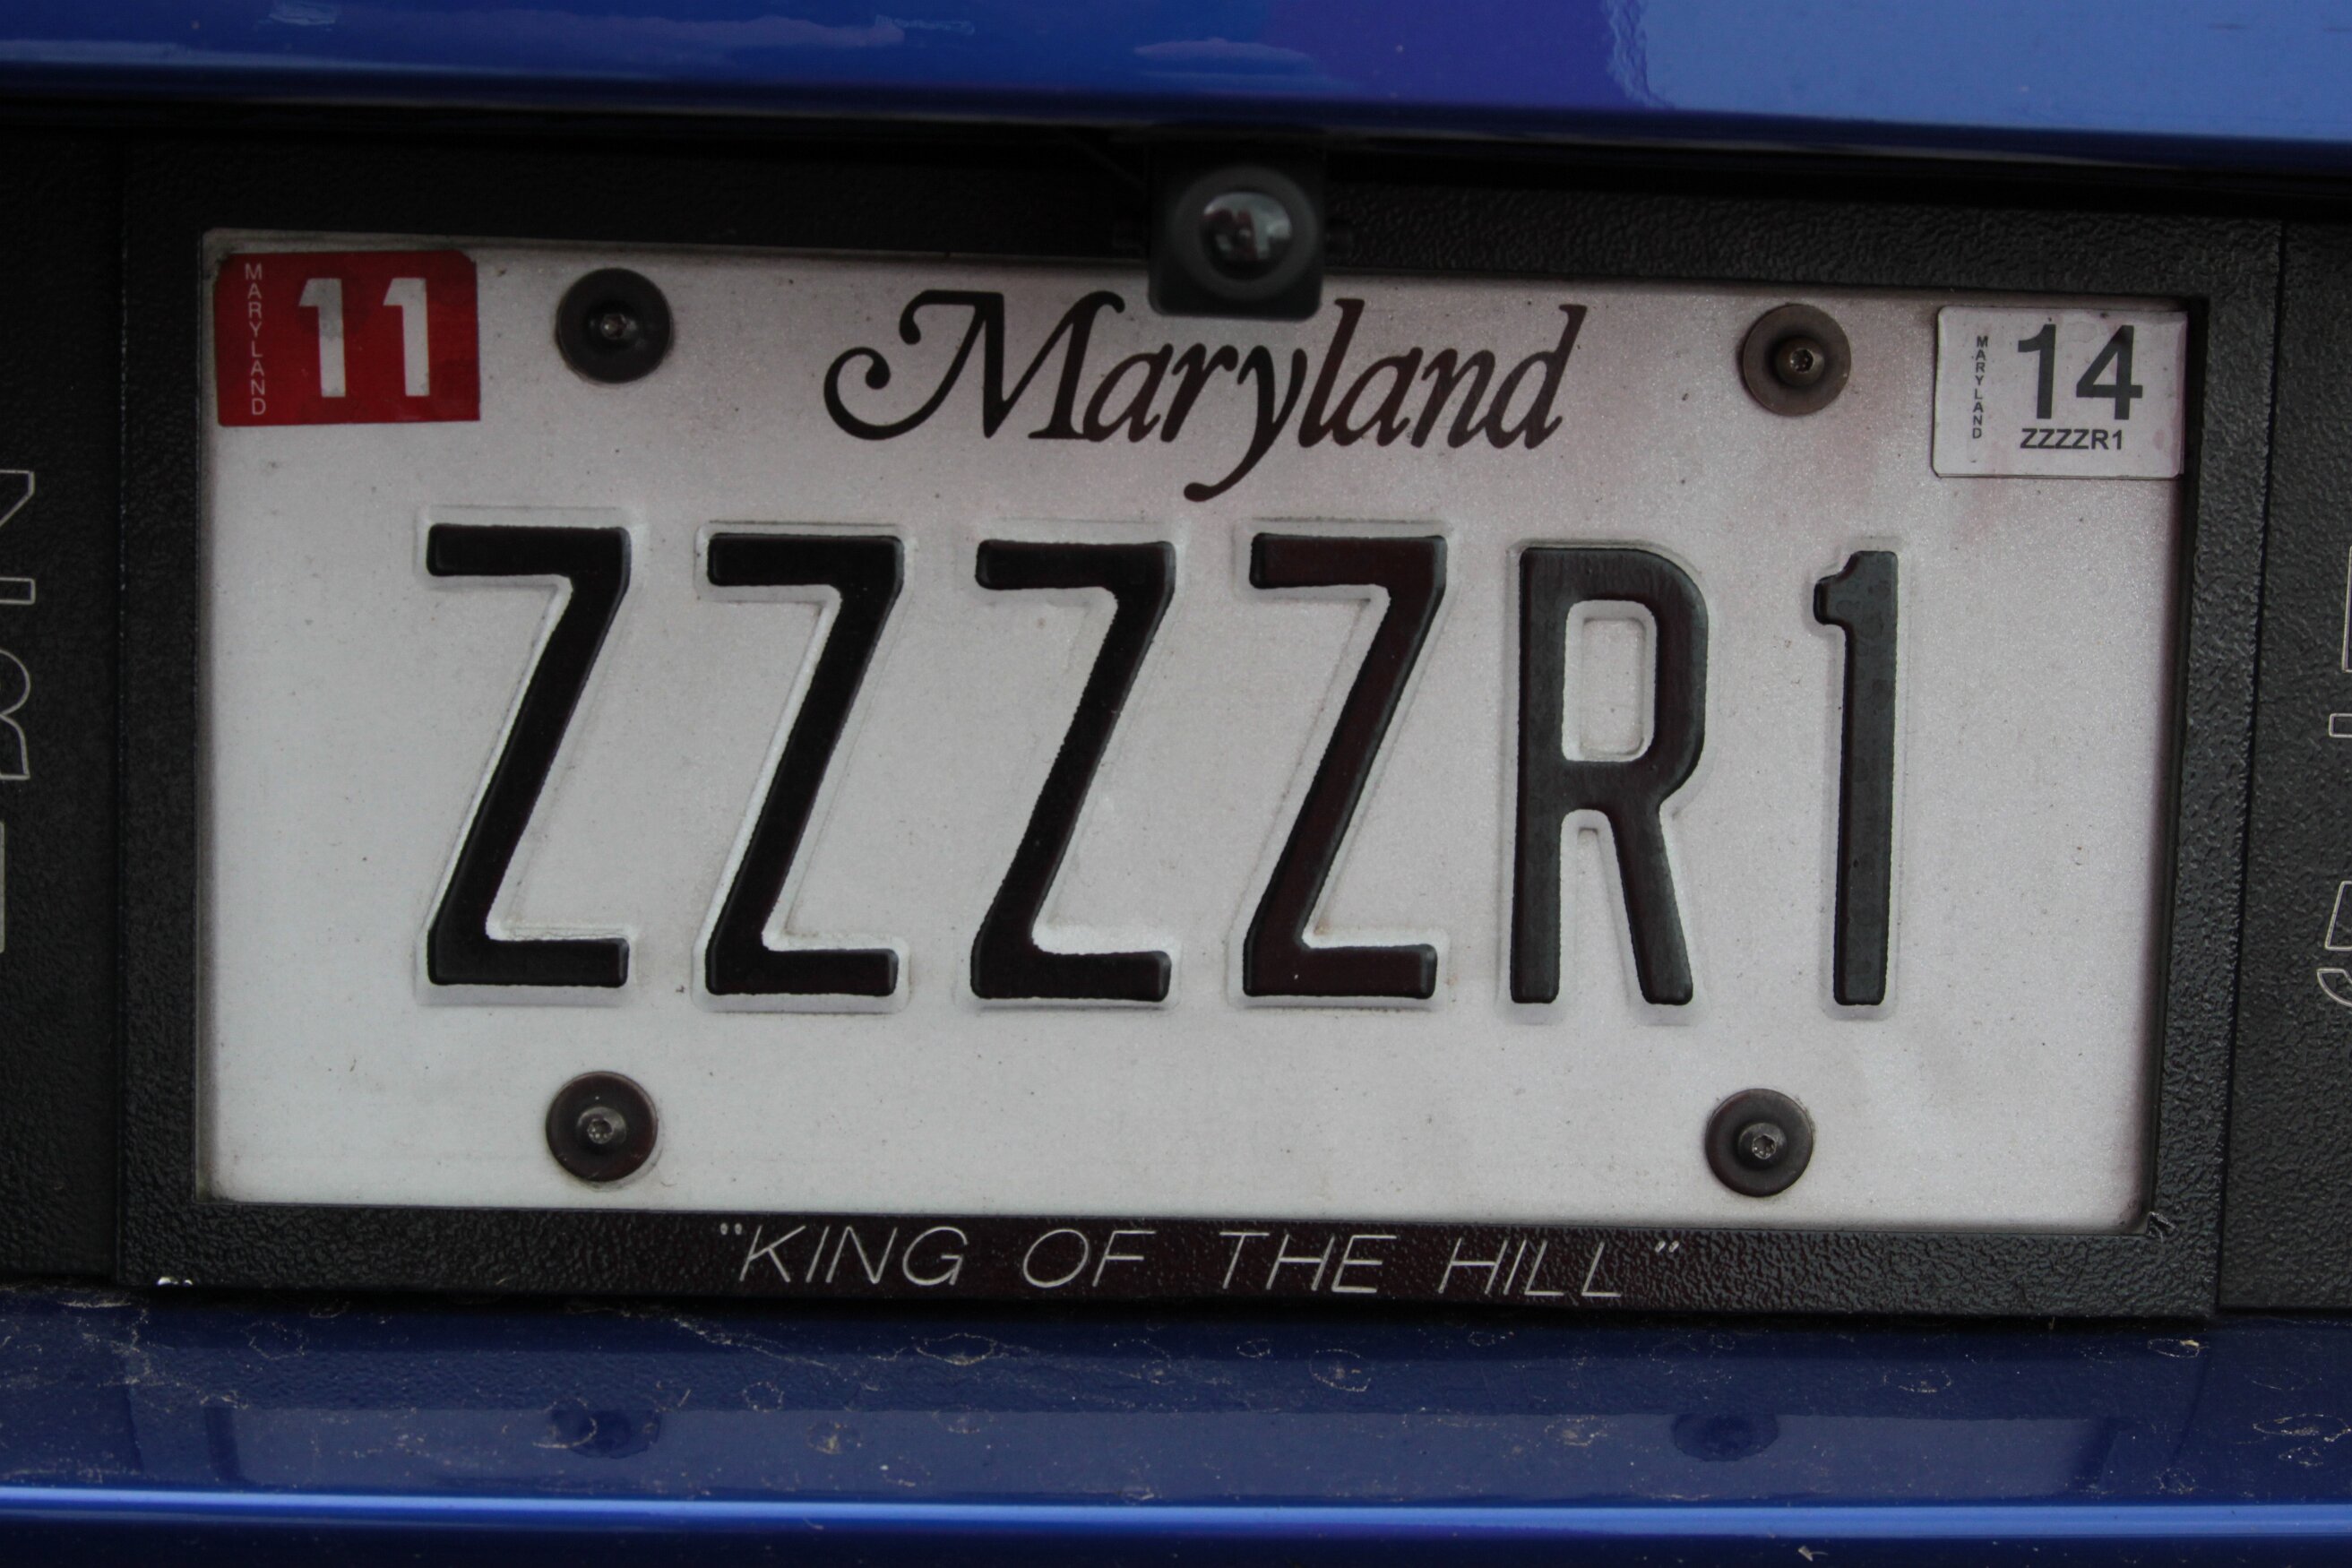 MARYLAND 11
Maryland
MARYLAND 14
ZZZZR1
ZZZZR1
"KING OF THE HILL"